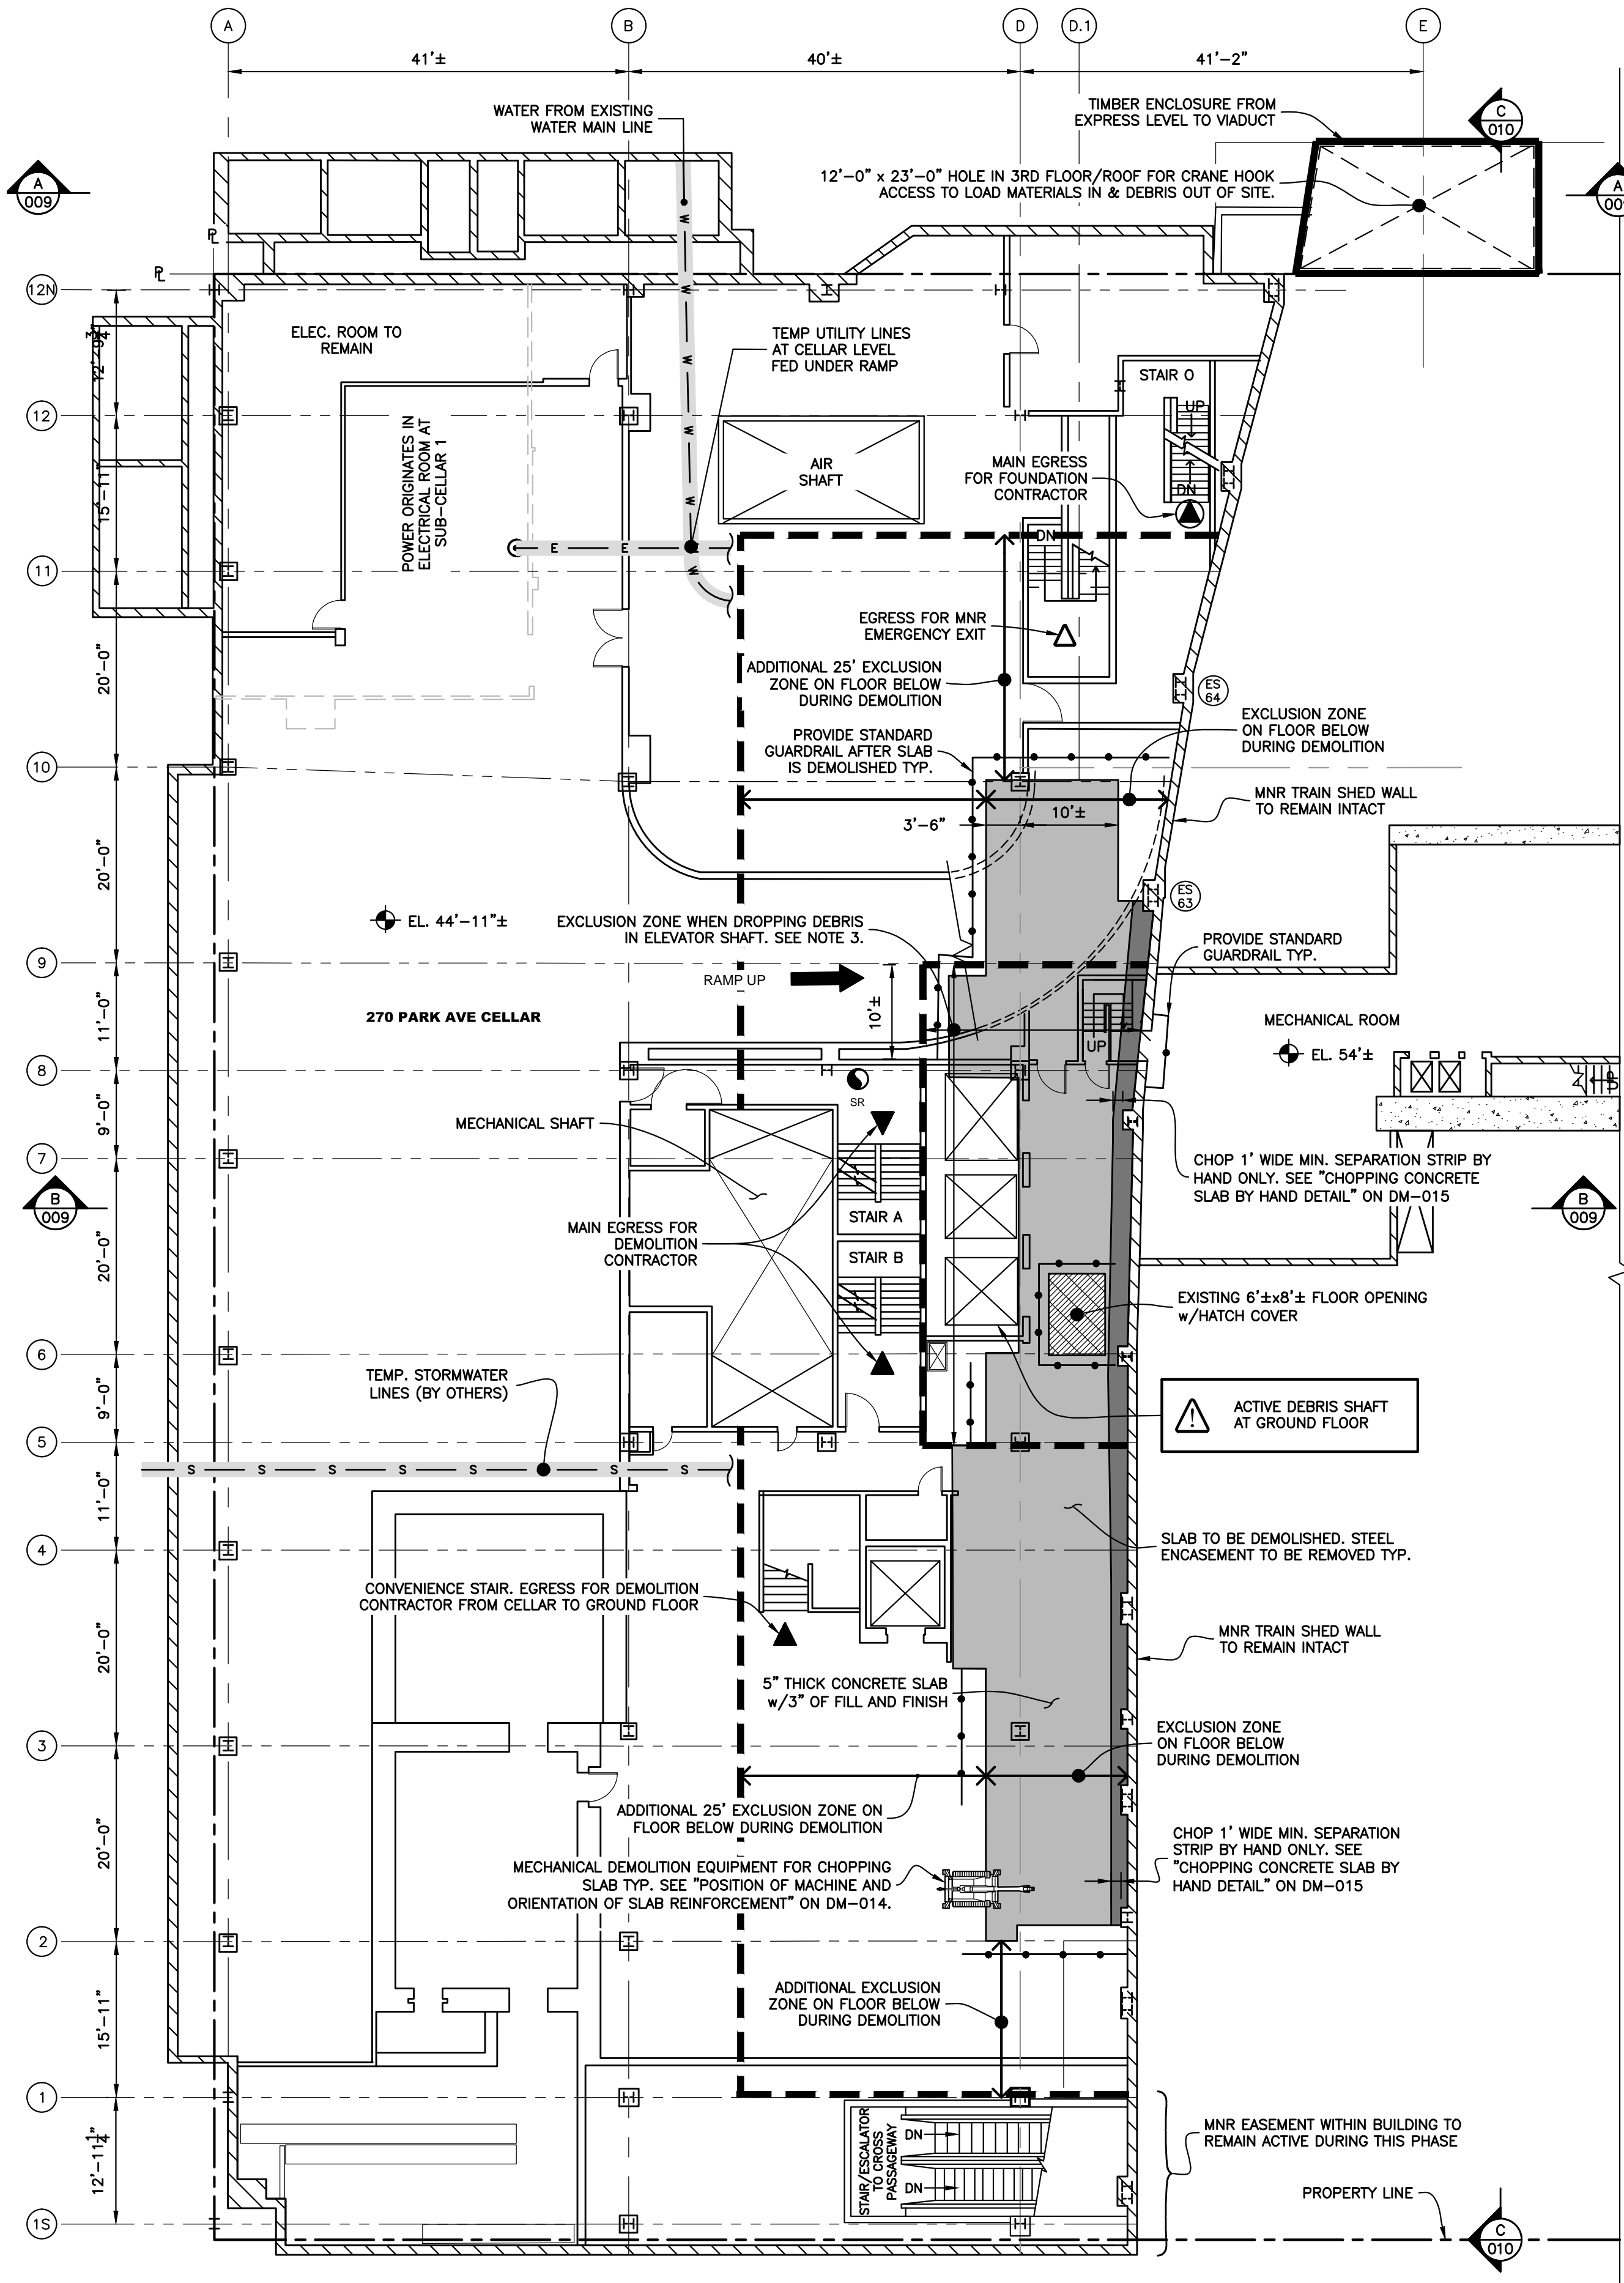 A
B
D
D.1
E
41'±
40'±
41'-2"
WATER FROM EXISTING
WATER MAIN LINE
TIMBER ENCLOSURE FROM
EXPRESS LEVEL TO VIADUCT
C
010
A
009
12'-0" x 23'-0" HOLE IN 3RD FLOOR/ROOF FOR CRANE HOOK
ACCESS TO LOAD MATERIALS IN & DEBRIS OUT OF SITE.
A
W
W
W
W
W
W
12N
12'-9 3/4"
ELEC. ROOM TO
REMAIN
TEMP UTILITY LINES
AT CELLAR LEVEL
FED UNDER RAMP
STAIR O
UP
DN
12
15'-11"
POWER ORIGINATES IN
ELECTRICAL ROOM AT
SUB-CELLAR 1
AIR
SHAFT
MAIN EGRESS
FOR FOUNDATION
CONTRACTOR
DN
E
E
11
EGRESS FOR MNR
EMERGENCY EXIT
20'-0"
ADDITIONAL 25' EXCLUSION
ZONE ON FLOOR BELOW
DURING DEMOLITION
ES
64
EXCLUSION ZONE
ON FLOOR BELOW
DURING DEMOLITION
PROVIDE STANDARD
GUARDRAIL AFTER SLAB
IS DEMOLISHED TYP.
10
MNR TRAIN SHED WALL
TO REMAIN INTACT
3'-6"
10'±
20'-0"
ES
63
EL. 44'-11"±
EXCLUSION ZONE WHEN DROPPING DEBRIS
IN ELEVATOR SHAFT. SEE NOTE 3.
PROVIDE STANDARD
GUARDRAIL TYP.
9
RAMP UP
10'±
11'-0"
270 PARK AVE CELLAR
MECHANICAL ROOM
UP
EL. 54'±
8
SR
9'-0"
MECHANICAL SHAFT
7
CHOP 1' WIDE MIN. SEPARATION STRIP BY
HAND ONLY. SEE "CHOPPING CONCRETE
SLAB BY HAND DETAIL" ON DM-015
B
009
B
009
STAIR A
MAIN EGRESS FOR
DEMOLITION
CONTRACTOR
STAIR B
20'-0"
EXISTING 6'±x8'± FLOOR OPENING
w/HATCH COVER
6
TEMP. STORMWATER
LINES (BY OTHERS)
9'-0"
ACTIVE DEBRIS SHAFT
AT GROUND FLOOR
5
S
S
S
S
S
S
S
11'-0"
SLAB TO BE DEMOLISHED. STEEL
ENCASEMENT TO BE REMOVED TYP.
4
CONVENIENCE STAIR. EGRESS FOR DEMOLITION
CONTRACTOR FROM CELLAR TO GROUND FLOOR
20'-0"
MNR TRAIN SHED WALL
TO REMAIN INTACT
5" THICK CONCRETE SLAB
w/3" OF FILL AND FINISH
3
EXCLUSION ZONE
ON FLOOR BELOW
DURING DEMOLITION
ADDITIONAL 25' EXCLUSION ZONE ON
FLOOR BELOW DURING DEMOLITION
20'-0"
CHOP 1' WIDE MIN. SEPARATION
STRIP BY HAND ONLY. SEE
"CHOPPING CONCRETE SLAB BY
HAND DETAIL" ON DM-015
MECHANICAL DEMOLITION EQUIPMENT FOR CHOPPING
SLAB TYP. SEE "POSITION OF MACHINE AND
ORIENTATION OF SLAB REINFORCEMENT" ON DM-014.
2
15'-11"
ADDITIONAL EXCLUSION
ZONE ON FLOOR BELOW
DURING DEMOLITION
1
12'-11 1/4"
STAIR/ESCALATOR
TO CROSS
PASSAGEWAY
DN
DN
MNR EASEMENT WITHIN BUILDING TO
REMAIN ACTIVE DURING THIS PHASE
PROPERTY LINE
1S
C
010